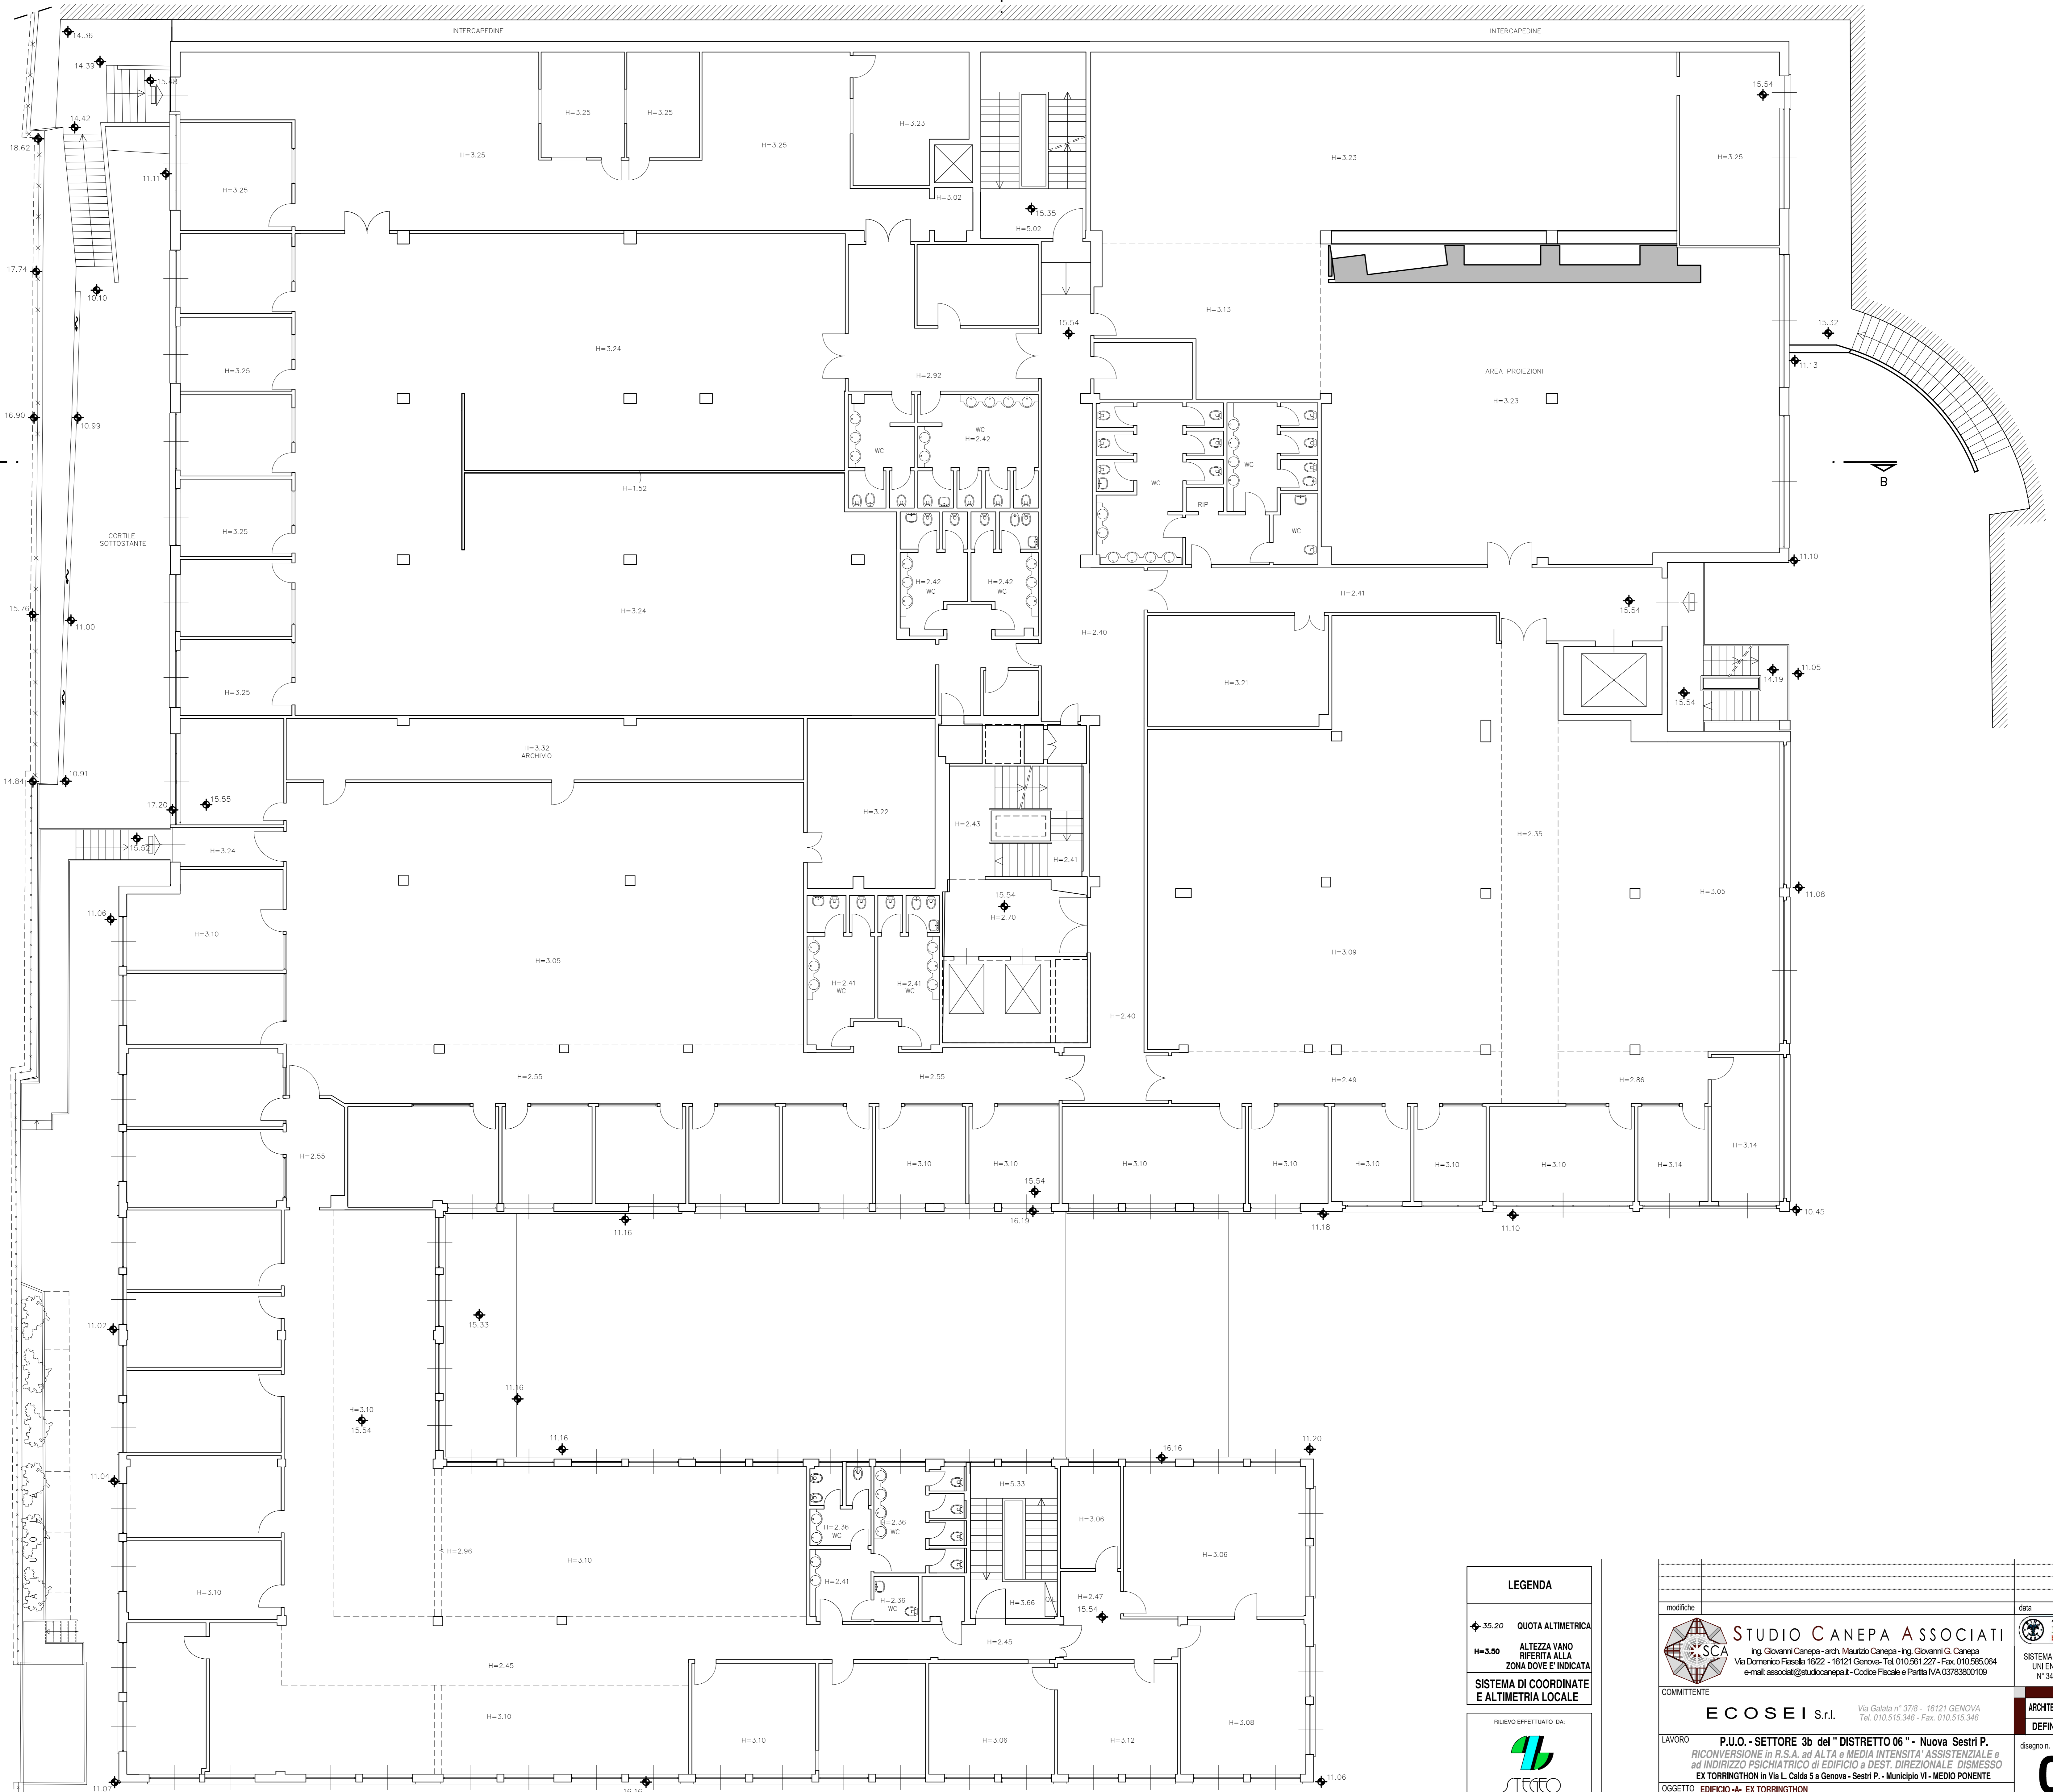 INTERCAPEDINE
INTERCAPEDINE
14.36
14.39
15.48
14.42
18.62
11.11
H=3.25
H=3.25
H=3.25
H=3.25
H=3.25
H=3.23
H=3.02
15.35
H=5.02
H=3.23
15.54
H=3.25
17.74
10.10
H=3.24
H=3.25
H=2.92
15.54
H=3.13
AREA PROIEZIONI
H=3.23
15.32
11.13
16.90
10.99
WC
WC
H=2.42
WC
WC
RIP
WC
B
H=1.52
CORTILE
SOTTOSTANTE
H=3.25
11.10
15.76
11.00
H=3.24
H=2.42
WC
H=2.42
WC
H=2.40
H=2.41
15.54
H=3.25
H=3.21
11.05
14.19
15.54
14.84
10.91
17.20
15.55
H=3.32
ARCHIVIO
H=3.22
H=2.43
H=2.41
H=2.35
15.52
H=3.24
H=3.05
11.08
11.06
H=3.10
15.54
H=2.70
H=3.05
H=3.09
H=2.41
WC
H=2.41
WC
H=2.40
H=2.55
H=2.55
H=2.49
H=2.86
H=2.55
H=3.10
H=3.10
H=3.10
H=3.10
H=3.10
H=3.10
H=3.10
H=3.14
H=3.14
15.54
16.19
11.16
11.18
11.10
10.45
11.02
15.33
11.16
H=3.10
15.54
11.16
16.16
11.20
11.04
AIUOLA
H=5.33
H=2.36
WC
H=2.36
WC
H=3.06
H=3.06
H=2.96
H=3.10
H=3.10
H=2.41
H=2.36
WC
H=3.66
Q.E.
H=2.47
15.54
H=2.45
H=2.45
H=3.10
H=3.10
H=3.06
H=3.12
H=3.08
11.07
16.16
11.06
LEGENDA
35.20 QUOTA ALTIMETRICA
H=3.50 ALTEZZA VANO
RIFERITA ALLA
ZONA DOVE E' INDICATA
SISTEMA DI COORDINATE
E ALTIMETRIA LOCALE
RILIEVO EFFETTUATO DA:
STEGEO
modifiche
data
SCA
STUDIO CANEPA ASSOCIATI
ing. Giovanni Canepa - arch. Maurizio Canepa - ing. Giovanni G. Canepa
Via Domenico Fiasella 16/22 - 16121 Genova- Tel. 010.561.227 - Fax. 010.585.064
e-mail: associati@studiocanepa.it - Codice Fiscale e Partita IVA 03783800109
SISTEMA
UNI EN
N° 34
COMMITTENTE
ECOSEI S.r.l.
Via Galata n° 37/8 - 16121 GENOVA
Tel. 010.515.346 - Fax. 010.515.346
ARCHITE
DEFIN
LAVORO
P.U.O. - SETTORE 3b del " DISTRETTO 06 " - Nuova Sestri P.
RICONVERSIONE in R.S.A. ad ALTA e MEDIA INTENSITA' ASSISTENZIALE e
ad INDIRIZZO PSICHIATRICO di EDIFICIO a DEST. DIREZIONALE DISMESSO
EX TORRINGTHON in Via L. Calda 5 a Genova - Sestri P. - Municipio VI - MEDIO PONENTE
disegno n.
OGGETTO EDIFICIO -A- EX TORRINGTHON